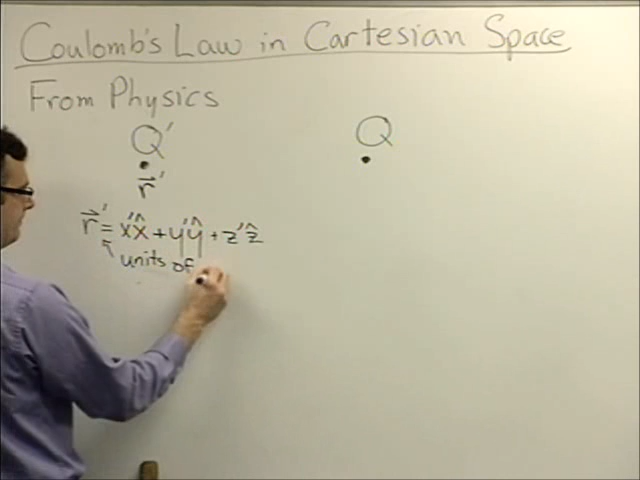 Coulomb's Law in Cartesian Space
From Physics
Q' Q
r⃗'
r⃗' = x'x̂ + y'ŷ + z'ẑ
units of